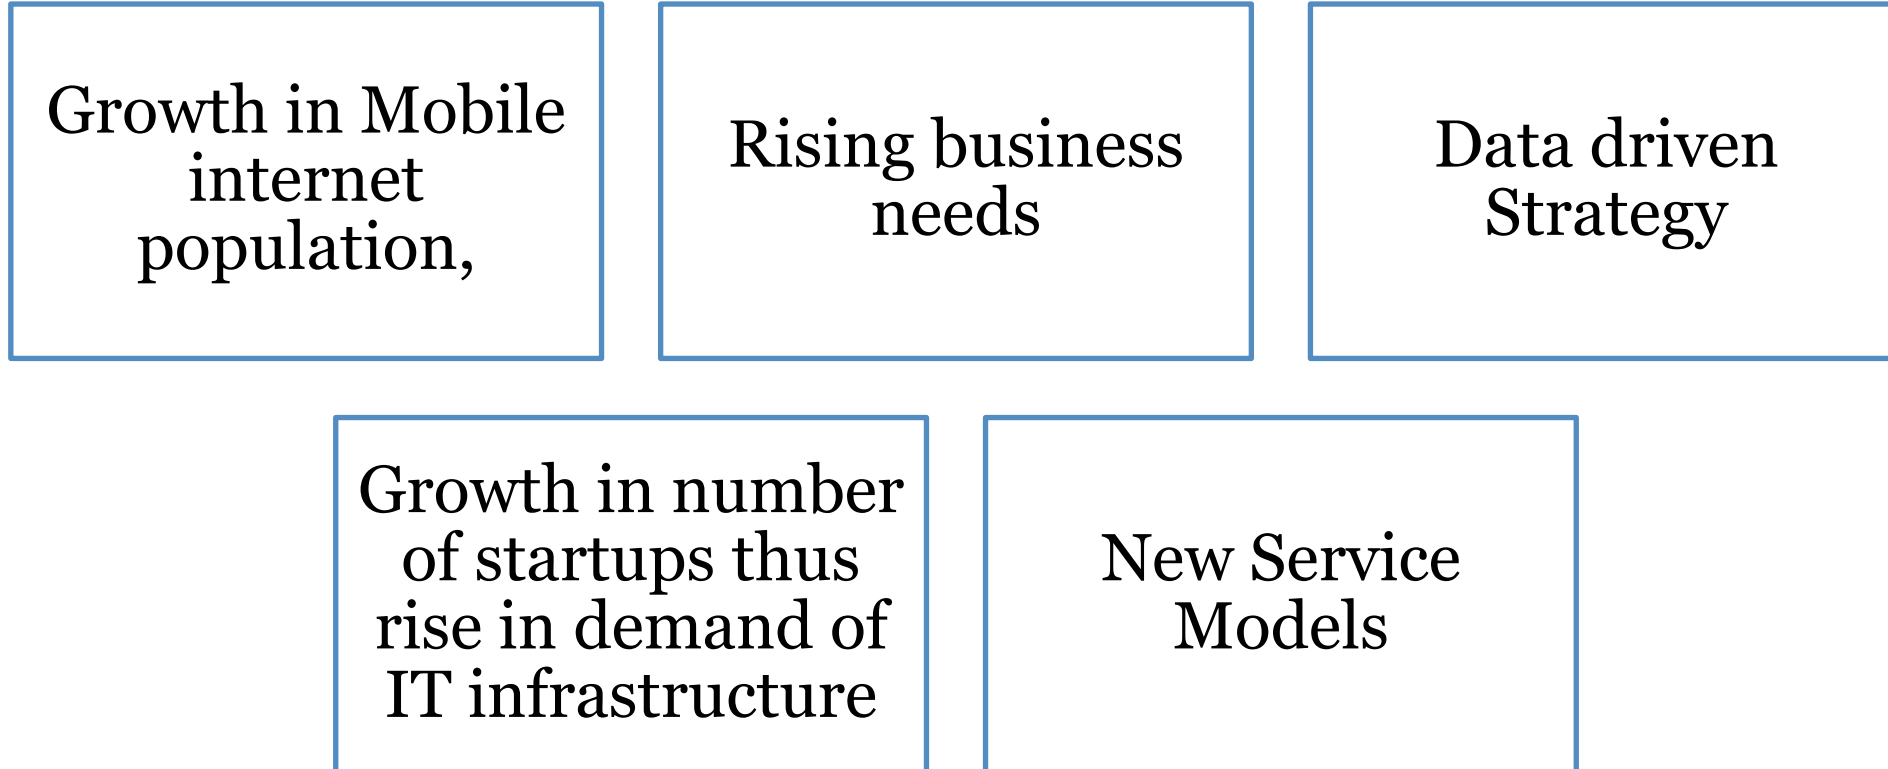 Growth in Mobile
internet
population,
Rising business
needs
Data driven
Strategy
Growth in number
of startups thus
rise in demand of
IT infrastructure
New Service
Models